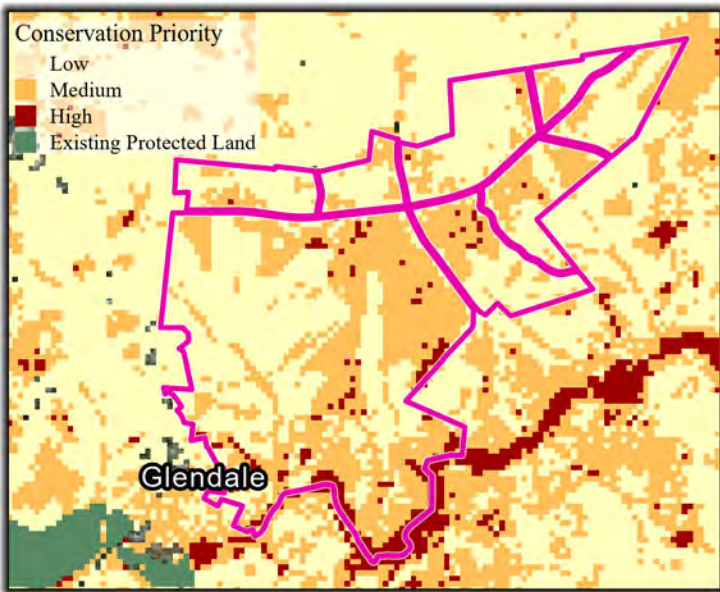 Conservation Priority
Low
Medium
High
Existing Protected Land
Glendale